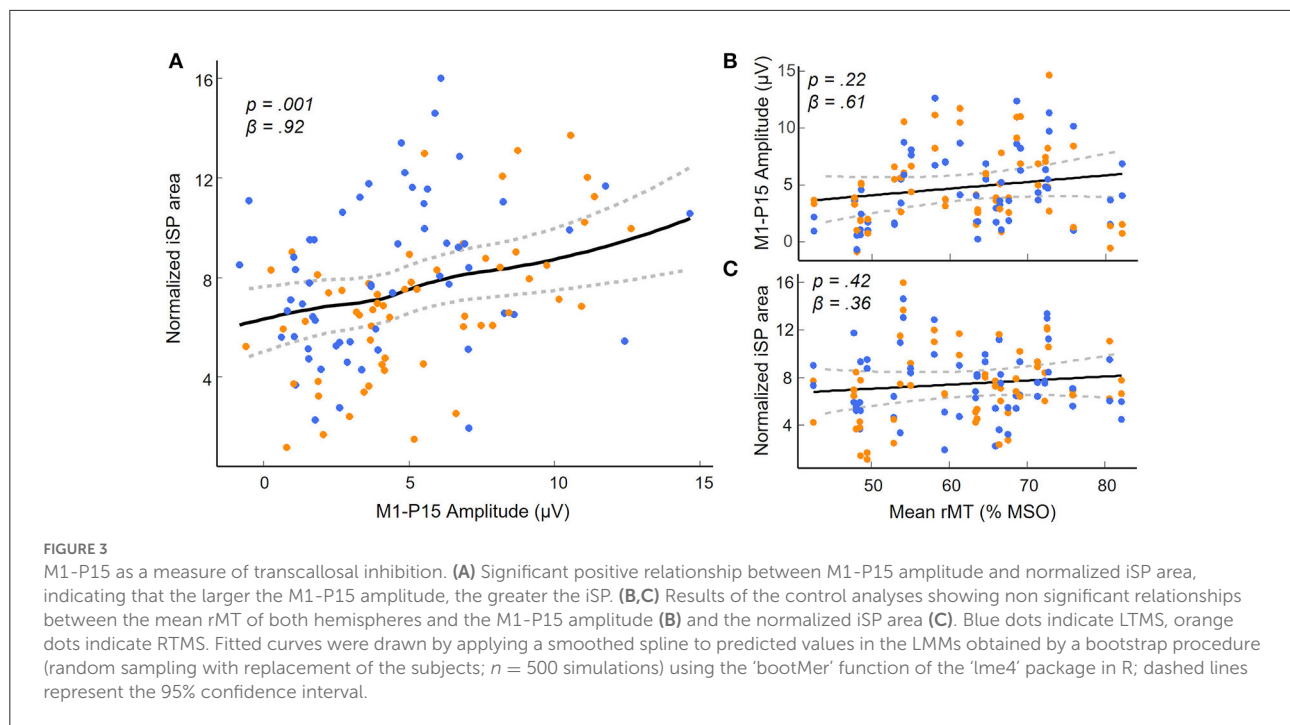 A
p = .001
β = .92
Normalized iSP area
16
12
8
4
0
5
10
15
M1-P15 Amplitude (µV)
B
p = .22
β = .61
M1-P15 Amplitude (µV)
15
10
5
0
C
p = .42
β = .36
Normalized iSP area
16
12
8
4
50
60
70
80
Mean rMT (% MSO)
FIGURE 3
M1-P15 as a measure of transcallosal inhibition. (A) Significant positive relationship between M1-P15 amplitude and normalized iSP area,
indicating that the larger the M1-P15 amplitude, the greater the iSP. (B,C) Results of the control analyses showing non significant relationships
between the mean rMT of both hemispheres and the M1-P15 amplitude (B) and the normalized iSP area (C). Blue dots indicate LTMS, orange
dots indicate RTMS. Fitted curves were drawn by applying a smoothed spline to predicted values in the LMMs obtained by a bootstrap procedure
(random sampling with replacement of the subjects; n = 500 simulations) using the ‘bootMer’ function of the ‘lme4’ package in R; dashed lines
represent the 95% confidence interval.